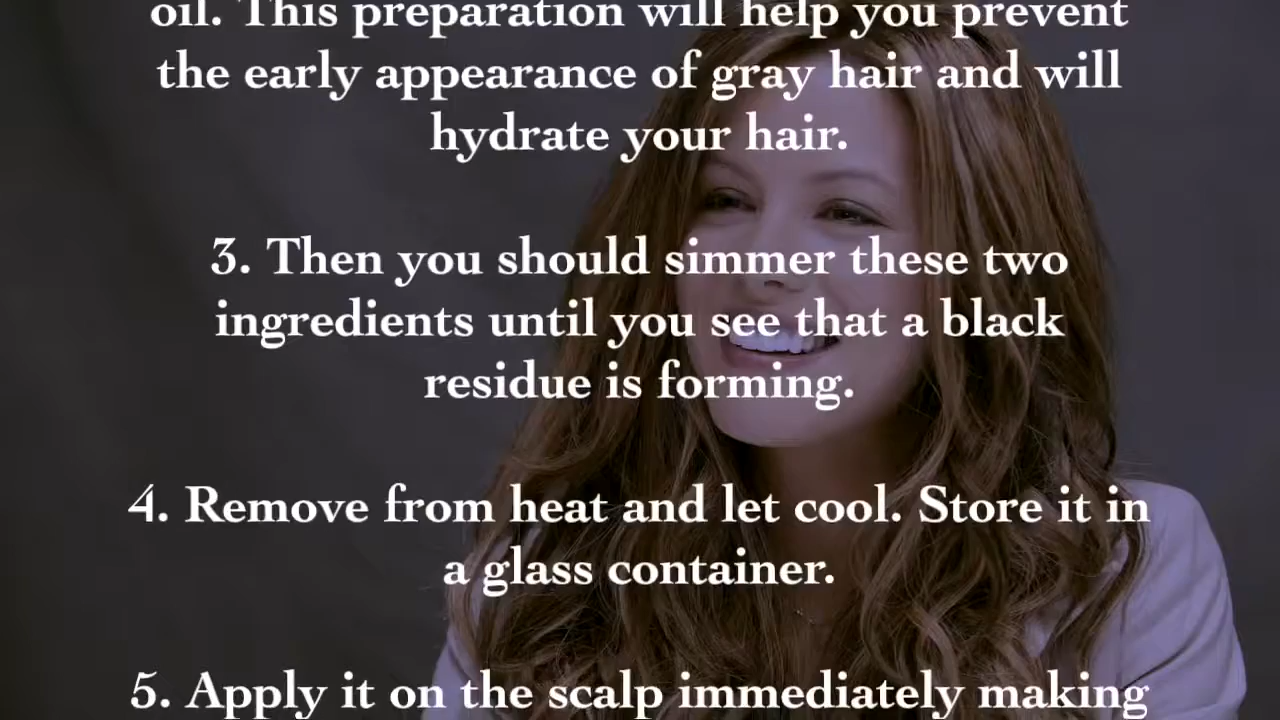 oil. This preparation will help you prevent
the early appearance of gray hair and will
hydrate your hair.
3. Then you should simmer these two
ingredients until you see that a black
residue is forming.
4. Remove from heat and let cool. Store it in
a glass container.
5. Apply it on the scalp immediately making